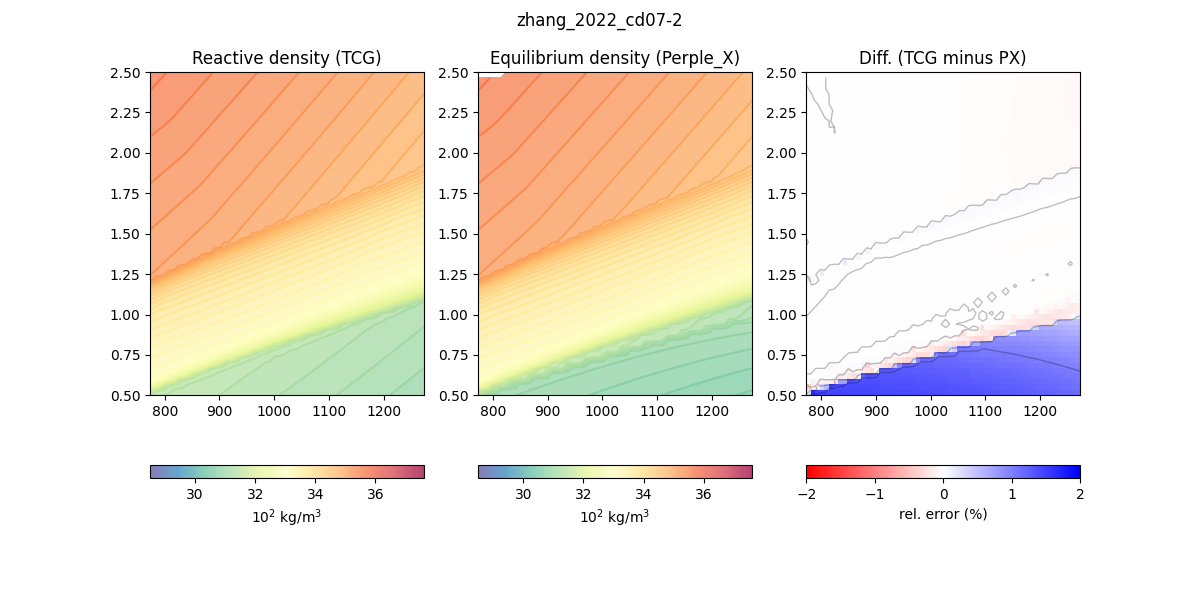 zhang_2022_cd07-2
Reactive density (TCG)
Equilibrium density (Perple_X)
Diff. (TCG minus PX)
2.50
2.25
2.00
1.75
1.50
1.25
1.00
0.75
0.50
800 900 1000 1100 1200
2.50
2.25
2.00
1.75
1.50
1.25
1.00
0.75
0.50
800 900 1000 1100 1200
2.50
2.25
2.00
1.75
1.50
1.25
1.00
0.75
0.50
800 900 1000 1100 1200
30 32 34 36
10² kg/m³
30 32 34 36
10² kg/m³
−2 −1 0 1 2
rel. error (%)